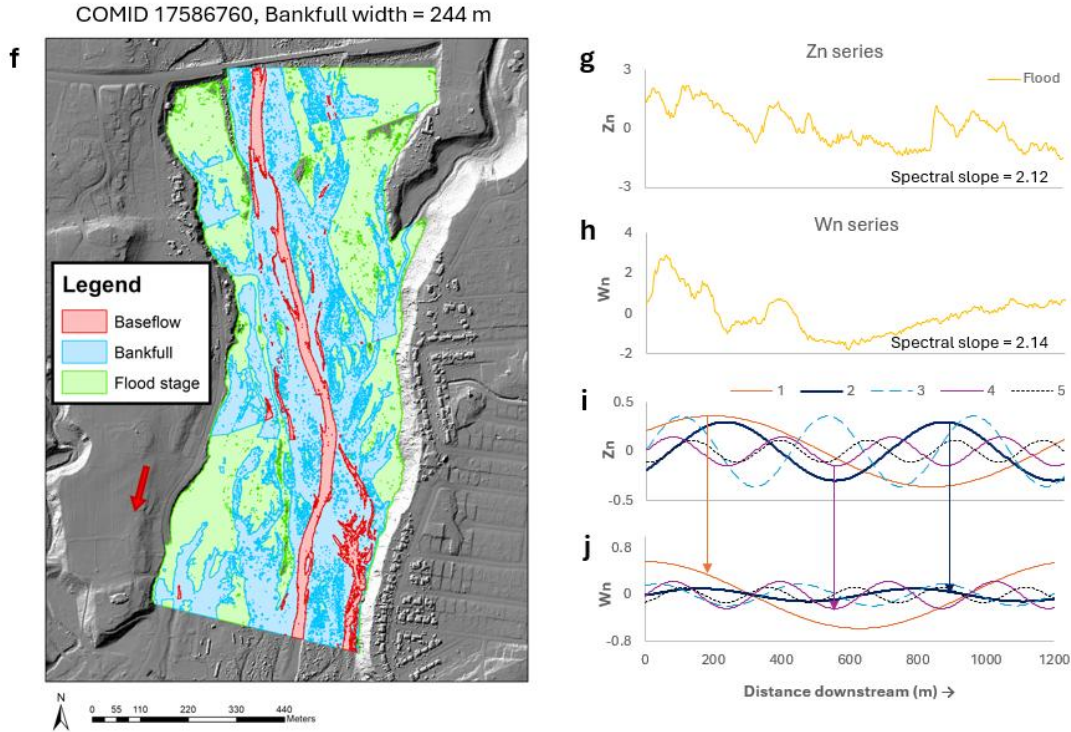 COMID 17586760, Bankfull width = 244 m
f
Legend
Baseflow
Bankfull
Flood stage
N
0 55 110 220 330 440
Meters
g
Zn series
Flood
3
0
-3
Zn
Spectral slope = 2.12
h
Wn series
4
2
0
-2
Wn
Spectral slope = 2.14
1 2 3 4 5
i
0.5
0
-0.5
Zn
j
0.8
0
-0.8
Wn
0 200 400 600 800 1000 1200
Distance downstream (m) →